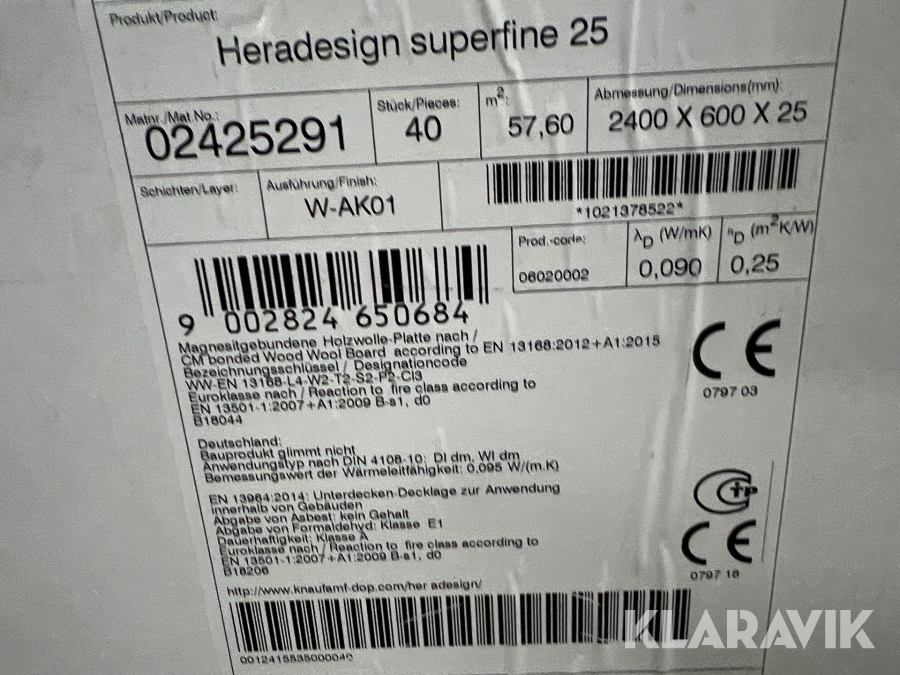 Produkt/Product:
Heradesign superfine 25
Matnr./Mat.No.:
02425291
Stück/Pieces:
40
m²:
57,60
Abmessung/Dimensions(mm):
2400 X 600 X 25
Schichten/Layer:
Ausführung/Finish:
W-AK01
*1021378522*
Prod.-code:
06020002
λD (W/mK)
0,090
RD (m²K/W)
0,25
9 002824 650684
Magnesitgebundene Holzwolle-Platte nach /
CM bonded Wood Wool Board according to EN 13168:2012+A1:2015
Bezeichnungsschlüssel / Designationcode
WW-EN 13168-L4-W2-T2-S2-P2-Cl3
Euroklasse nach / Reaction to fire class according to
EN 13501-1:2007+A1:2009 B-s1, d0
B18044
CE
0797 03
Deutschland:
Bauprodukt glimmt nicht
Anwendungstyp nach DIN 4108-10: DI dm, WI dm
Bemessungswert der Wärmeleitfähigkeit: 0,095 W/(m.K)
EN 13964:2014: Unterdecken-Decklage zur Anwendung
innerhalb von Gebäuden
Abgabe von Asbest: kein Gehalt
Abgabe von Formaldehyd: Klasse E1
Dauerhaftigkeit: Klasse A
Euroklasse nach / Reaction to fire class according to
EN 13501-1:2007+A1:2009 B-s1, d0
B18206
CE
0797 18
http://www.knaufamf-dop.com/her adesign/
0012415535000040
KLARAVIK